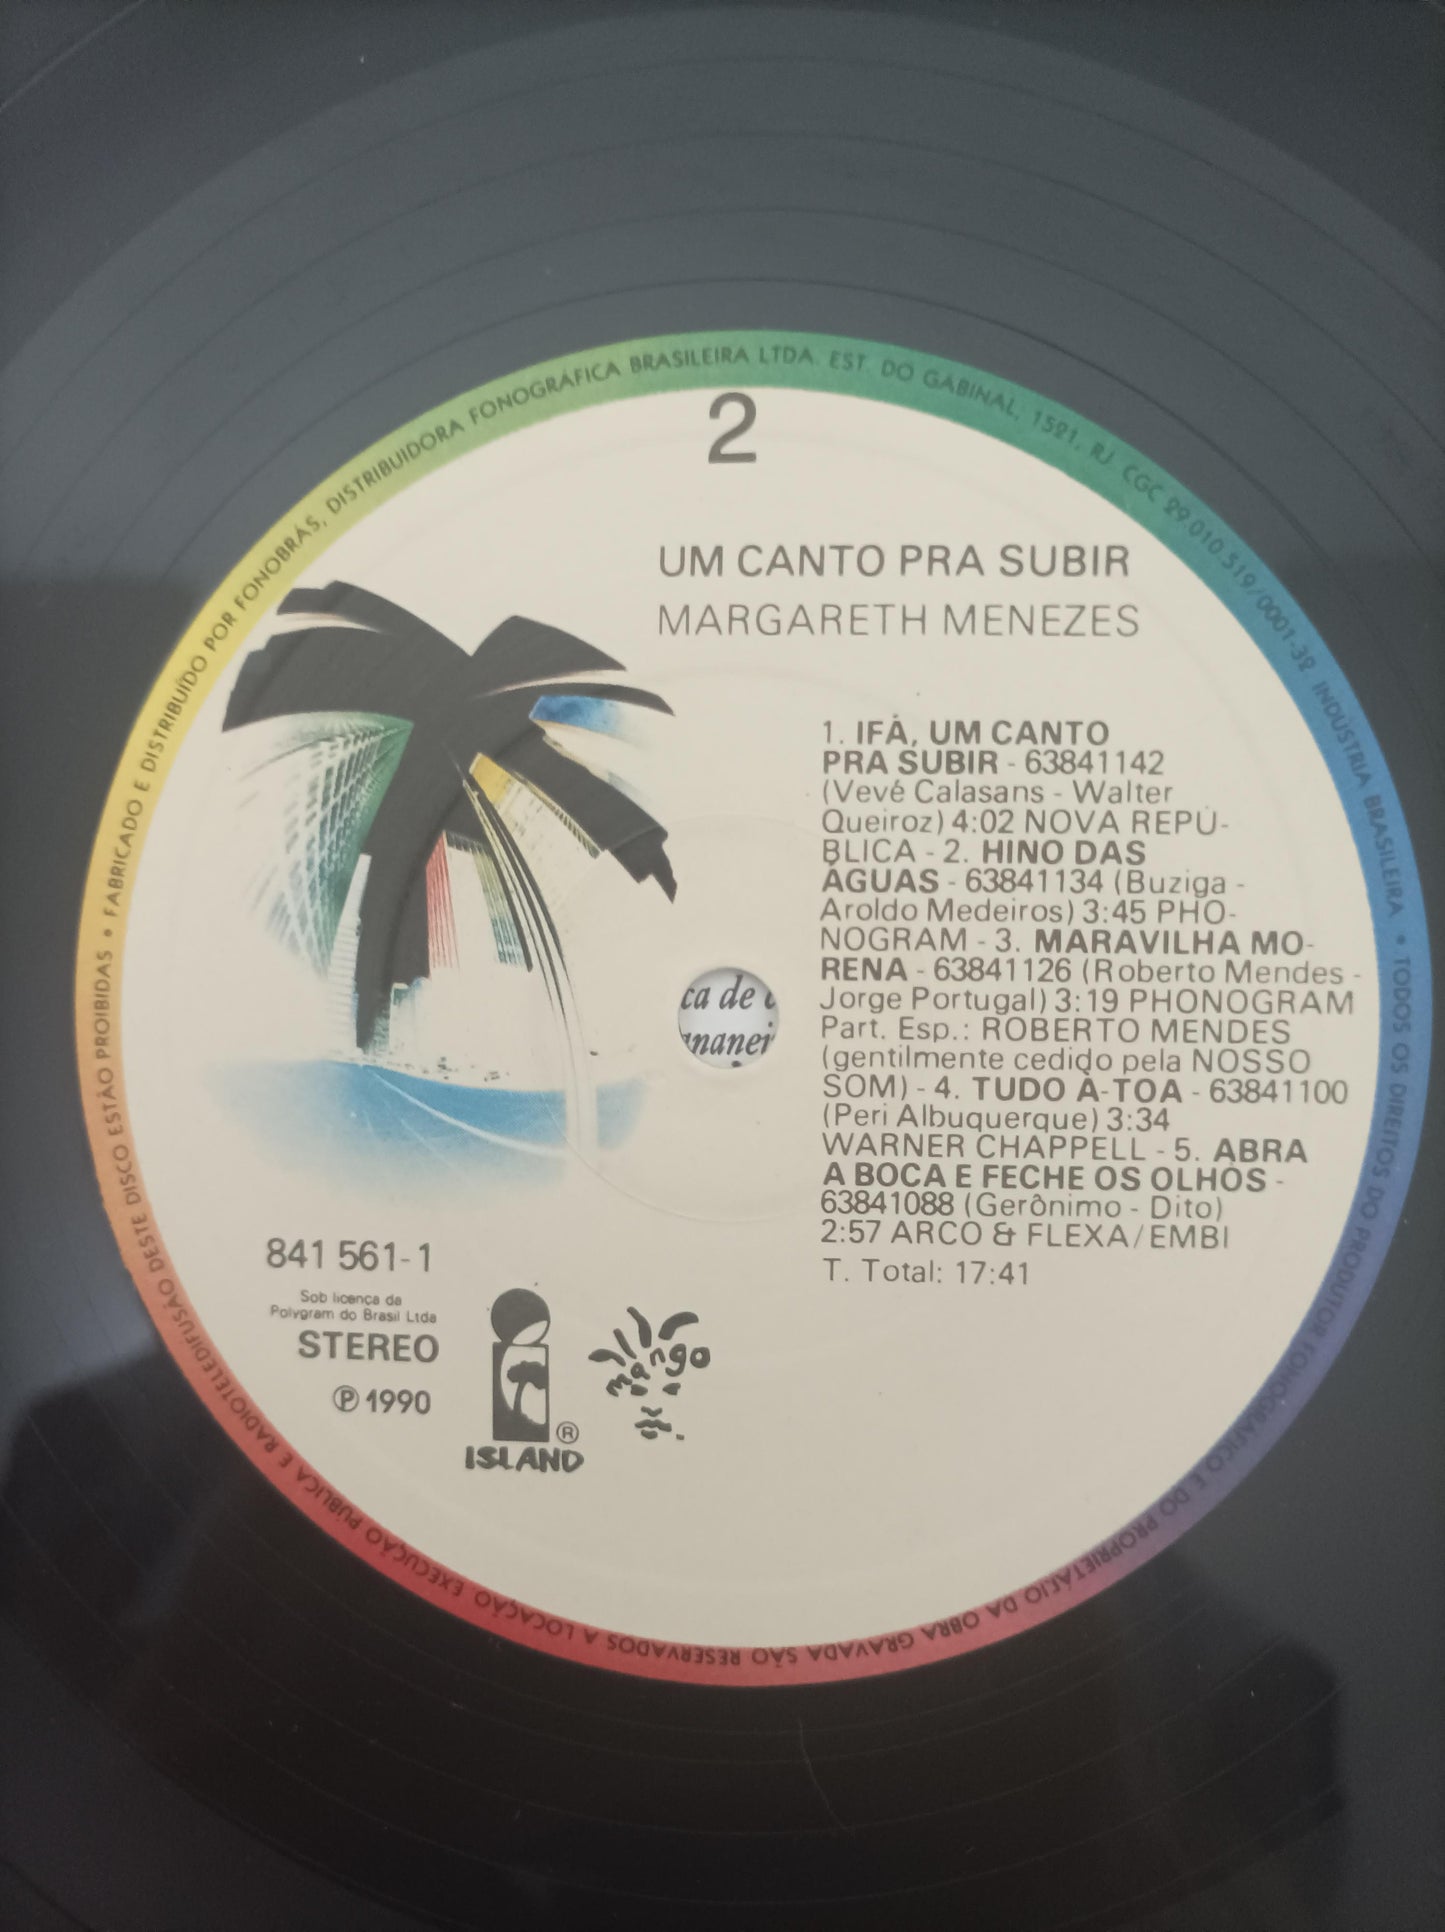 2
UM CANTO PRA SUBIR
MARGARETH MENEZES
1. IFÁ, UM CANTO
PRA SUBIR - 63841142
(Vevé Calasans - Walter
Queiroz) 4:02 NOVA REPÚ-
BLICA - 2. HINO DAS
ÁGUAS - 63841134 (Buziga -
Aroldo Medeiros) 3:45 PHO-
NOGRAM - 3. MARAVILHA MO-
RENA - 63841126 (Roberto Mendes -
Jorge Portugal) 3:19 PHONOGRAM
Part. Esp.: ROBERTO MENDES
(gentilmente cedido pela NOSSO
SOM) - 4. TUDO À-TOA - 63841100
(Peri Albuquerque) 3:34
WARNER CHAPPELL - 5. ABRA
A BOCA E FECHE OS OLHOS -
63841088 (Gerônimo - Dito)
2:57 ARCO & FLEXA/EMBI
T. Total: 17:41
ca de
nanei
841 561-1
Sob licença da
Polygram do Brasil Ltda
STEREO
℗ 1990
ISLAND ®
mango
• FABRICADO E DISTRIBUÍDO POR FONOBRÁS, DISTRIBUIDORA FONOGRÁFICA BRASILEIRA LTDA. EST. DO GABINAL, 1521, RJ CGC 29.010.519/0001-32 INDÚSTRIA BRASILEIRA • TODOS OS DIREITOS DO PRODUTOR FONOGRÁFICO E DO PROPRIETÁRIO DA OBRA GRAVADA SÃO RESERVADOS A LOCAÇÃO EXECUÇÃO PÚBLICA E RADIOTELEDIFUSÃO DESTE DISCO ESTÃO PROIBIDAS